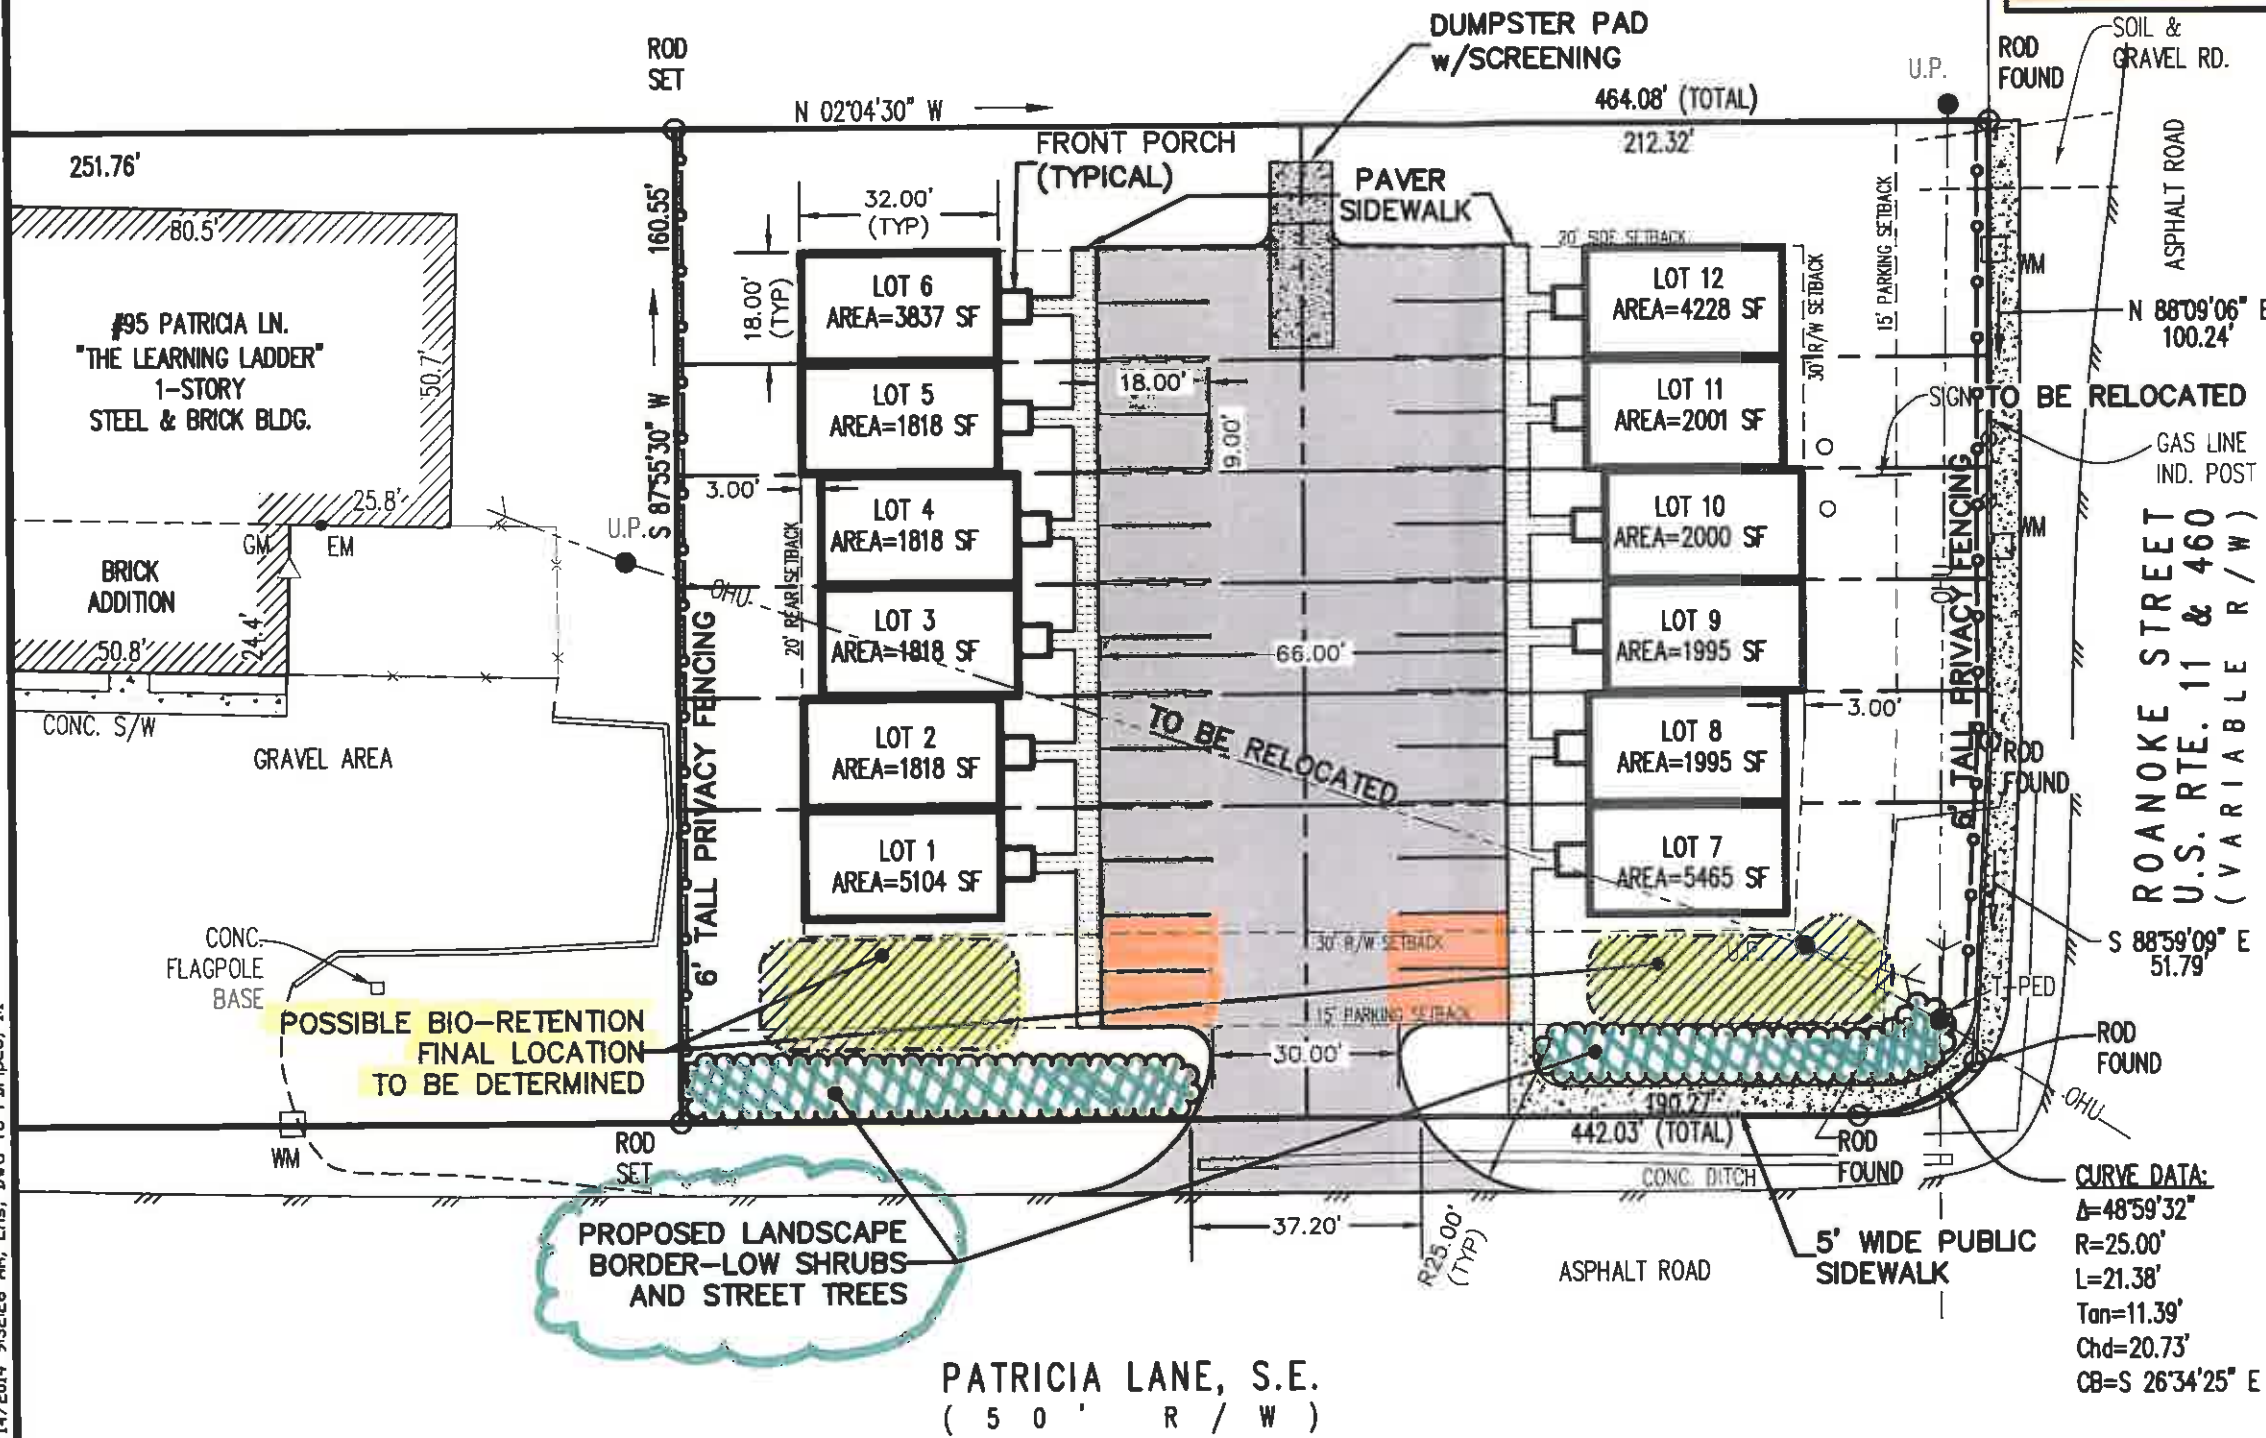 DUMPSTER PAD
w/SCREENING
ROD
SET
N 02°04'30" W
464.08' (TOTAL)
212.32'
U.P.
ROD
FOUND
SOIL &
GRAVEL RD.
ASPHALT ROAD
251.76'
FRONT PORCH
(TYPICAL)
PAVER
SIDEWALK
32.00'
(TYP)
18.00'
(TYP)
160.55'
S 87°55'30" W
80.5'
50.7'
#95 PATRICIA LN.
"THE LEARNING LADDER"
1-STORY
STEEL & BRICK BLDG.
25.8'
GM
EM
BRICK
ADDITION
24.4'
50.8'
CONC. S/W
GRAVEL AREA
U.P.
OHU
6' TALL PRIVACY FENCING
20' REAR SETBACK
3.00'
LOT 6
AREA=3837 SF
LOT 5
AREA=1818 SF
LOT 4
AREA=1818 SF
LOT 3
AREA=1818 SF
LOT 2
AREA=1818 SF
LOT 1
AREA=5104 SF
18.00'
9.00'
66.00'
TO BE RELOCATED
20' SIDE SETBACK
LOT 12
AREA=4228 SF
LOT 11
AREA=2001 SF
LOT 10
AREA=2000 SF
LOT 9
AREA=1995 SF
LOT 8
AREA=1995 SF
LOT 7
AREA=5465 SF
3.00'
30' R/W SETBACK
15' PARKING SETBACK
WM
N 88°09'06" E
100.24'
SIGN TO BE RELOCATED
GAS LINE
IND. POST
WM
OHU
6' TALL PRIVACY FENCING
ROD
FOUND
ROANOKE STREET
U.S. RTE. 11 & 460
(VARIABLE R/W)
S 88°59'09" E
51.79'
30' R/W SETBACK
15' PARKING SETBACK
U.P.
T-PED
ROD
FOUND
OHU
CONC.
FLAGPOLE
BASE
POSSIBLE BIO-RETENTION
FINAL LOCATION
TO BE DETERMINED
30.00'
190.27'
442.03' (TOTAL)
ROD
FOUND
WM
ROD
SET
CONC. DITCH
PROPOSED LANDSCAPE
BORDER-LOW SHRUBS
AND STREET TREES
37.20'
R25.00'
(TYP)
ASPHALT ROAD
5' WIDE PUBLIC
SIDEWALK
CURVE DATA:
Δ=48°59'32"
R=25.00'
L=21.38'
Tan=11.39'
Chd=20.73'
CB=S 26°34'25" E
PATRICIA LANE, S.E.
(50' R/W)